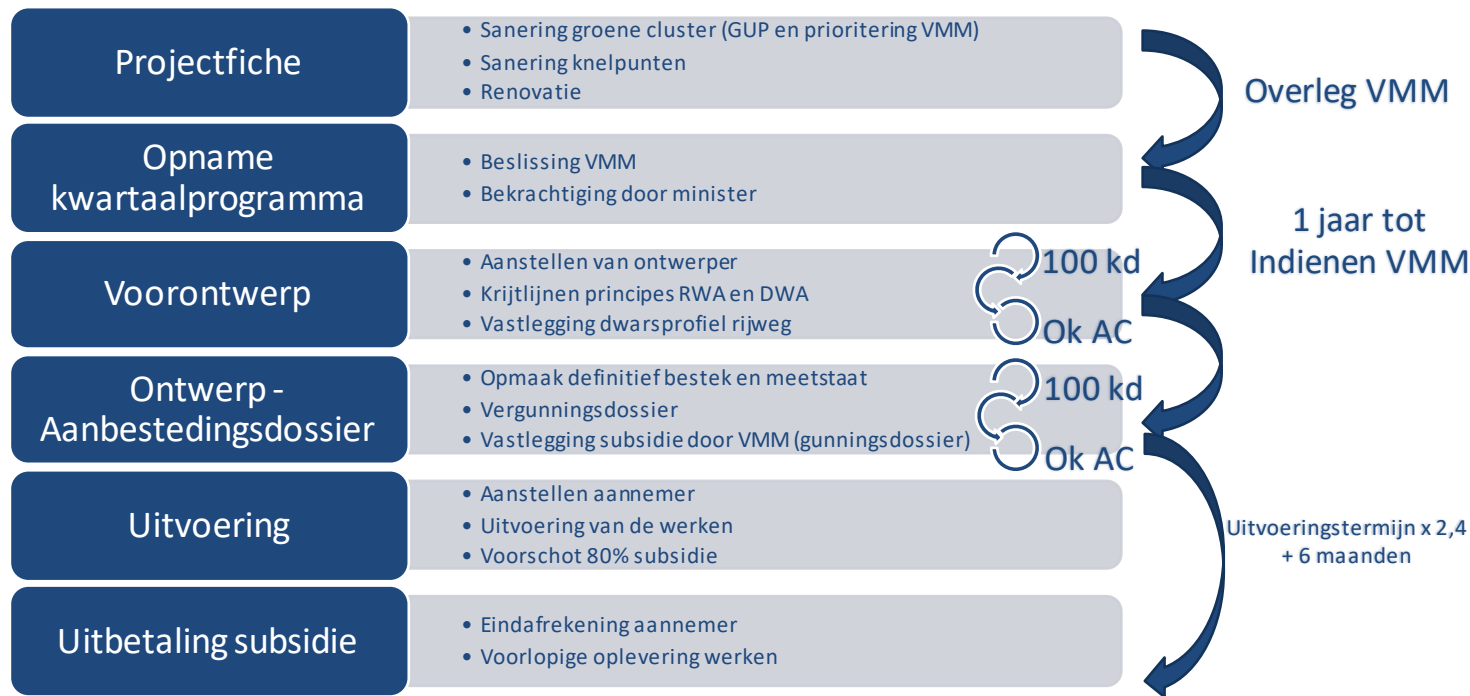 Projectfiche
• Sanering groene cluster (GUP en prioritering VMM)
• Sanering knelpunten
• Renovatie
Overleg VMM
Opname
kwartaalprogramma
• Beslissing VMM
• Bekrachtiging door minister
1 jaar tot
Indienen VMM
Voorontwerp
• Aanstellen van ontwerper
• Krijtlijnen principes RWA en DWA
• Vastlegging dwarsprofiel rijweg
100 kd
Ok AC
Ontwerp -
Aanbestedingsdossier
• Opmaak definitief bestek en meetstaat
• Vergunningsdossier
• Vastlegging subsidie door VMM (gunningsdossier)
100 kd
Ok AC
Uitvoering
• Aanstellen aannemer
• Uitvoering van de werken
• Voorschot 80% subsidie
Uitvoeringstermijn x 2,4
+ 6 maanden
Uitbetaling subsidie
• Eindafrekening aannemer
• Voorlopige oplevering werken